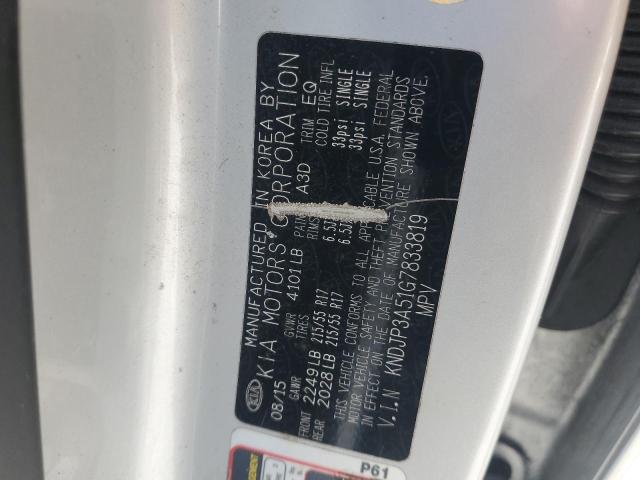 KIA
MANUFACTURED IN KOREA BY
KIA MOTORS CORPORATION
08/15 GVWR 4101LB PAINT A3D TRIM EQ
GAWR TIRES RIMS COLD TIRE INFL
FRONT 2249LB 215/55 R17 33psi SINGLE
REAR 2028LB 215/55 R17 33psi SINGLE
THIS VEHICLE CONFORMS TO ALL APPLICABLE U.S.A. FEDERAL
MOTOR VEHICLE SAFETY AND THEFT PREVENTION STANDARDS
IN EFFECT ON THE DATE OF MANUFACTURE SHOWN ABOVE.
V.I.N KNDJP3A51G7833819
MPV
P61